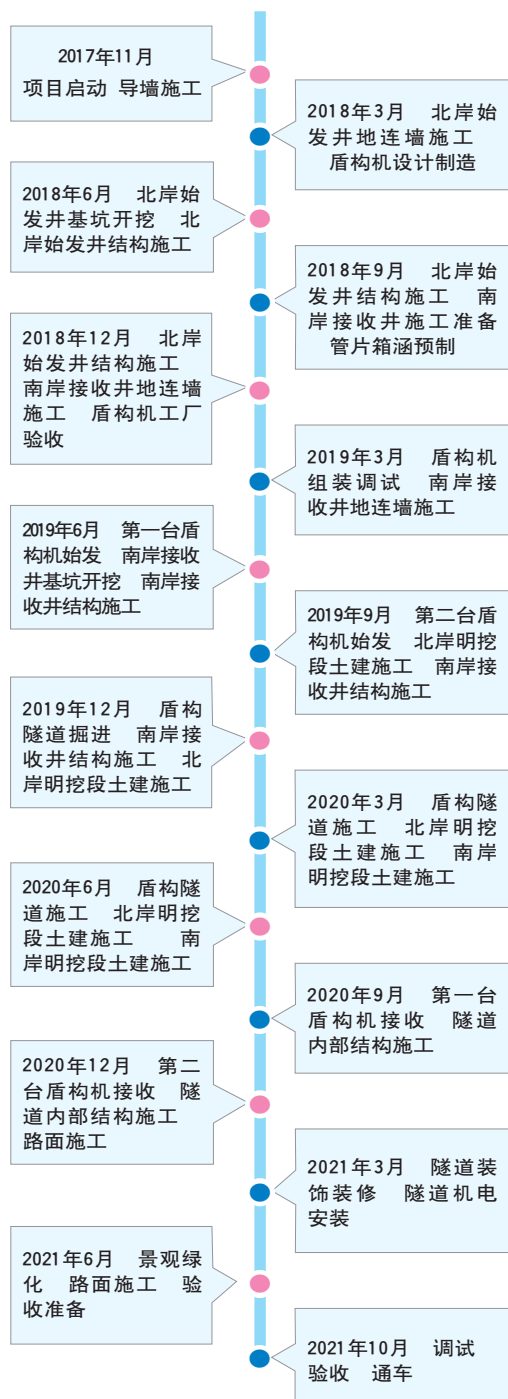 2017年11月
项目启动 导墙施工
2018年3月 北岸始
发井地连墙施工
盾构机设计制造
2018年6月 北岸始
发井基坑开挖 北
岸始发井结构施工
2018年9月 北岸始
发井结构施工 南
岸接收井施工准备
管片箱涵预制
2018年12月 北岸
始发井结构施工
南岸接收井地连墙
施工 盾构机工厂
验收
2019年3月 盾构机
组装调试 南岸接
收井地连墙施工
2019年6月 第一台盾
构机始发 南岸接收
井基坑开挖 南岸接
收井结构施工
2019年9月 第二台盾
构机始发 北岸明挖
段土建施工 南岸接
收井结构施工
2019年12月 盾构
隧道掘进 南岸接
收井结构施工 北
岸明挖段土建施工
2020年3月 盾构隧
道施工 北岸明挖
段土建施工 南岸
明挖段土建施工
2020年6月 盾构隧
道施工 北岸明挖
段土建施工 南
岸明挖段土建施工
2020年9月 第一台
盾构机接收 隧道
内部结构施工
2020年12月 第二
台盾构机接收 隧
道内部结构施工
路面施工
2021年3月 隧道装
饰装修 隧道机电
安装
2021年6月 景观绿
化 路面施工 验
收准备
2021年10月 调试
验收 通车